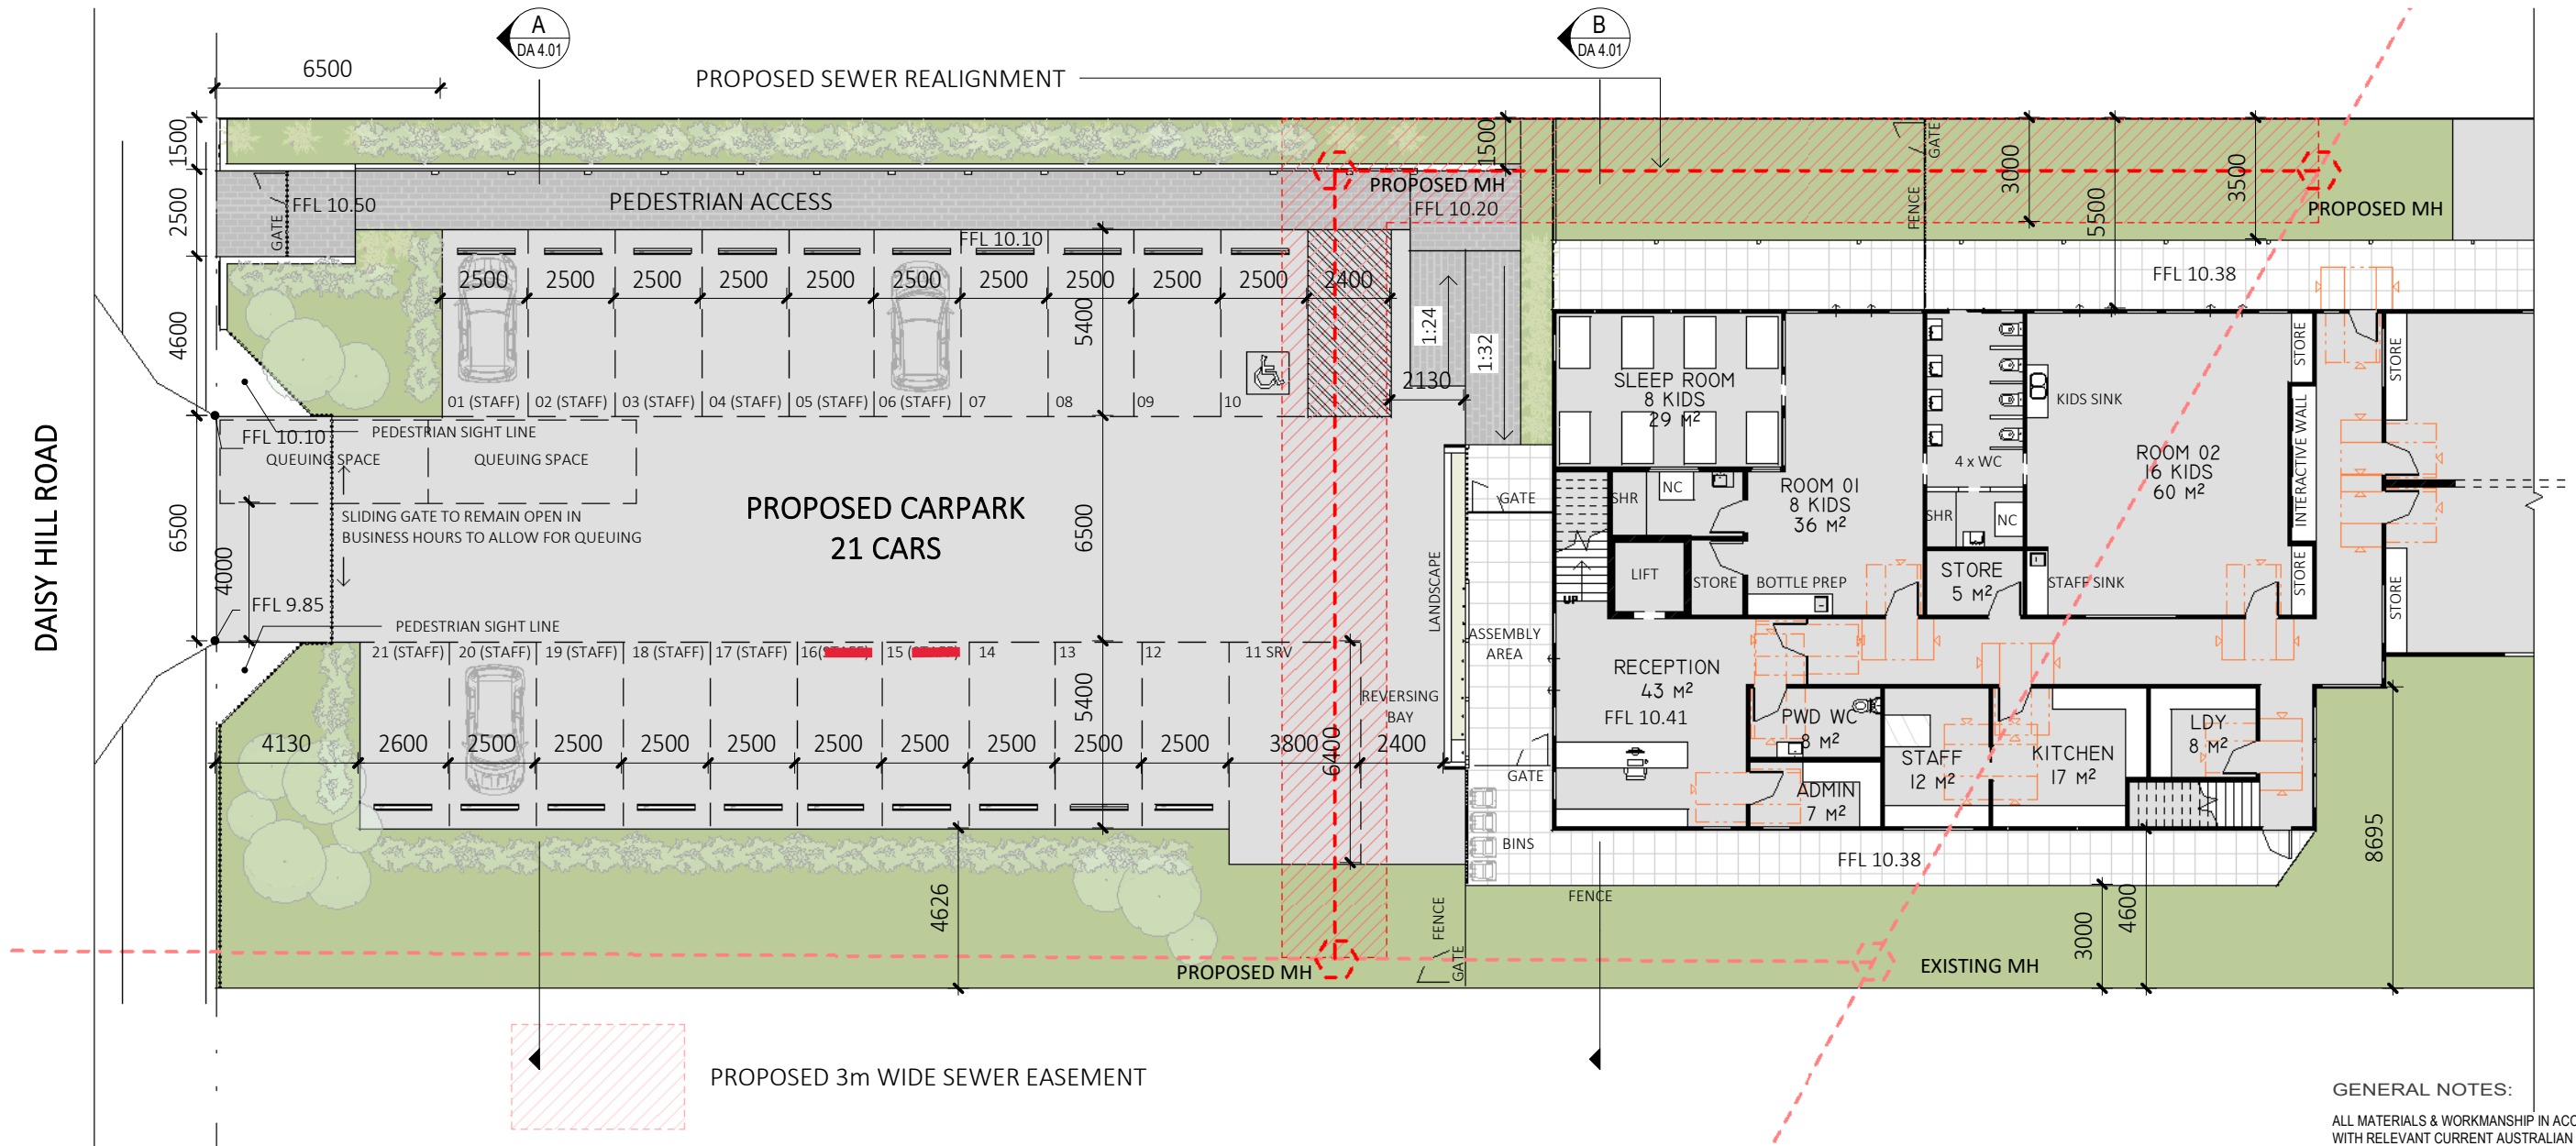 A
DA 4.01
B
DA 4.01
6500
PROPOSED SEWER REALIGNMENT
1500
1500
GATE
3000
5500
3500
2500
GATE
FFL 10.50
PEDESTRIAN ACCESS
PROPOSED MH
FFL 10.20
FENCE
PROPOSED MH
FFL 10.10
2500
2500
2500
2500
2500
2500
2500
2500
2500
2500
2400
FFL 10.38
4600
5400
1:24
1:32
2130
01 (STAFF)
02 (STAFF)
03 (STAFF)
04 (STAFF)
05 (STAFF)
06 (STAFF)
07
08
09
10
SLEEP ROOM
8 KIDS
29 M²
STORE
STORE
KIDS SINK
INTERACTIVE WALL
DAISY HILL ROAD
FFL 10.10
PEDESTRIAN SIGHT LINE
QUEUING SPACE
QUEUING SPACE
4 x WC
ROOM 02
16 KIDS
60 M²
6500
4000
SLIDING GATE TO REMAIN OPEN IN
BUSINESS HOURS TO ALLOW FOR QUEUING
PROPOSED CARPARK
21 CARS
6500
GATE
SHR
NC
ROOM 01
8 KIDS
36 M²
SHR
NC
LANDSCAPE
LIFT
STORE
BOTTLE PREP
STORE
5 M²
STAFF SINK
STORE
STORE
UP
FFL 9.85
PEDESTRIAN SIGHT LINE
ASSEMBLY
AREA
21 (STAFF)
20 (STAFF)
19 (STAFF)
18 (STAFF)
17 (STAFF)
16
15
14
13
12
11 SRV
RECEPTION
43 M²
FFL 10.41
5400
6400
REVERSING
BAY
PWD WC
8 M²
STAFF
12 M²
KITCHEN
17 M²
LDY
8 M²
4130
2600
2500
2500
2500
2500
2500
2500
2500
2500
2500
3800
2400
GATE
ADMIN
7 M²
BINS
FFL 10.38
8695
4626
FENCE
FENCE
GATE
3000
4600
PROPOSED MH
EXISTING MH
PROPOSED 3m WIDE SEWER EASEMENT
GENERAL NOTES:
ALL MATERIALS & WORKMANSHIP IN ACC
WITH RELEVANT CURRENT AUSTRALIAN